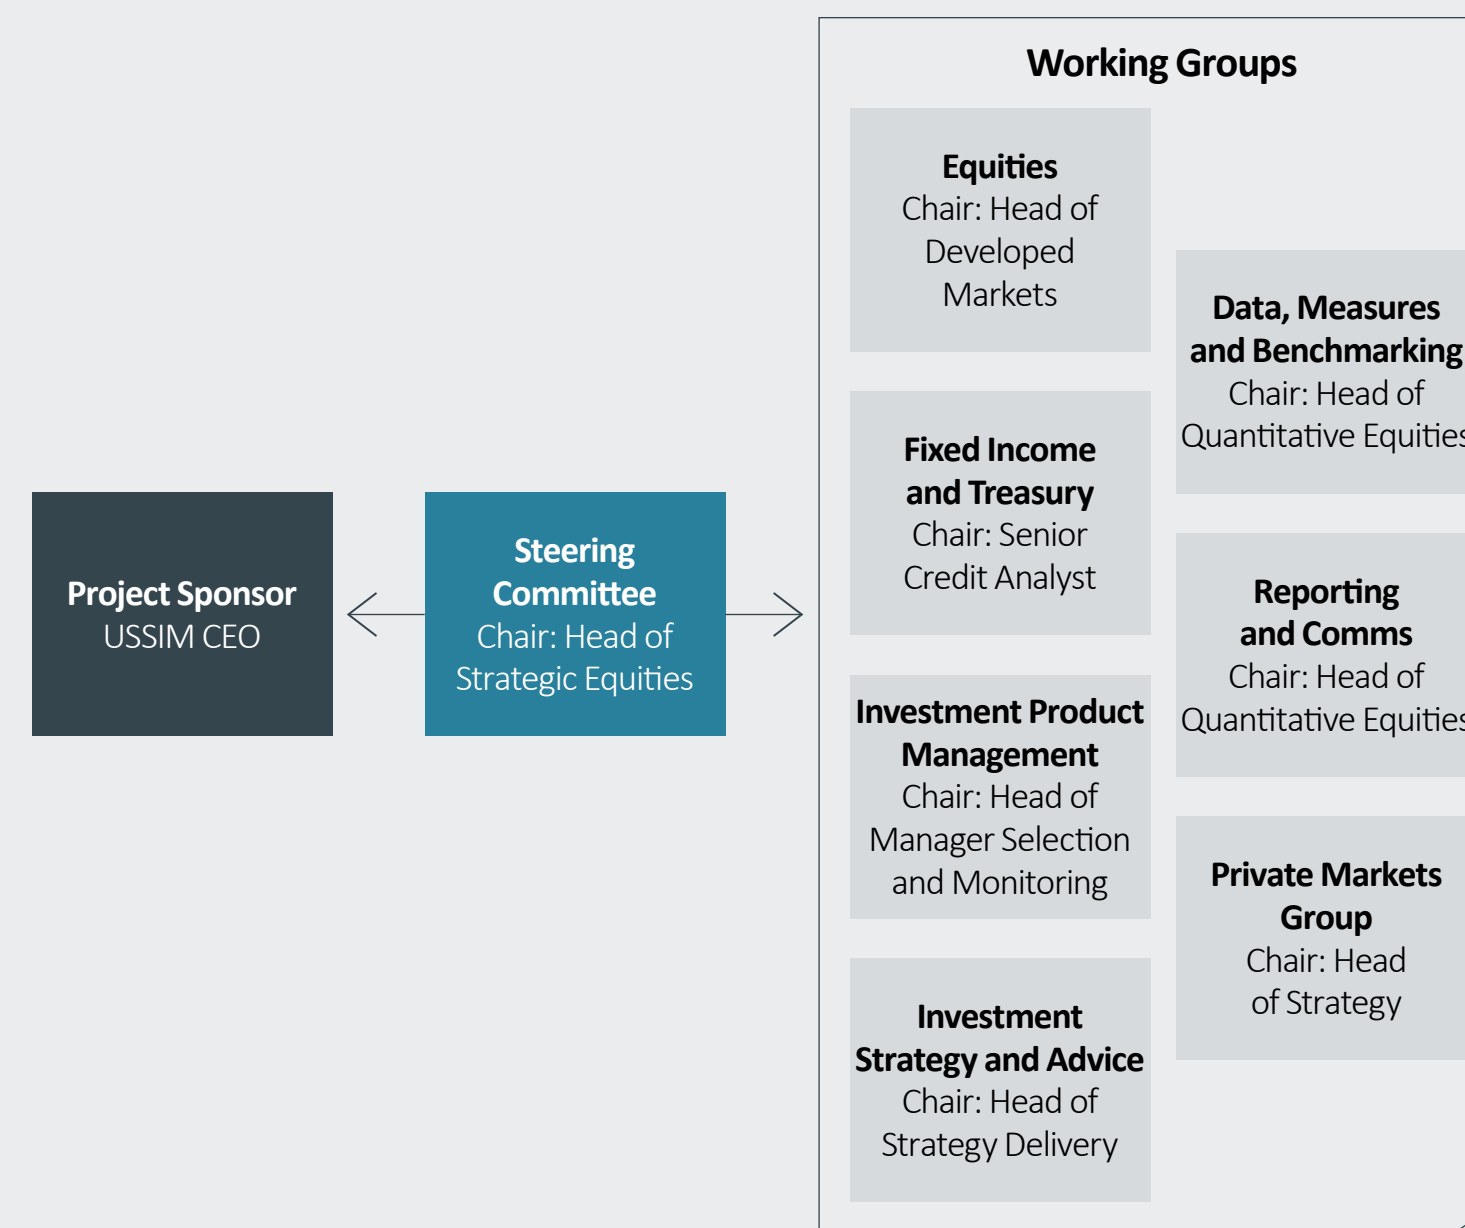 Working Groups
Equities
Chair: Head of
Developed
Markets
Data, Measures
and Benchmarking
Chair: Head of
Quantitative Equities
Fixed Income
and Treasury
Chair: Senior
Credit Analyst
Project Sponsor
USSIM CEO
Steering
Committee
Chair: Head of
Strategic Equities
Reporting
and Comms
Chair: Head of
Quantitative Equities
Investment Product
Management
Chair: Head of
Manager Selection
and Monitoring
Private Markets
Group
Chair: Head
of Strategy
Investment
Strategy and Advice
Chair: Head of
Strategy Delivery